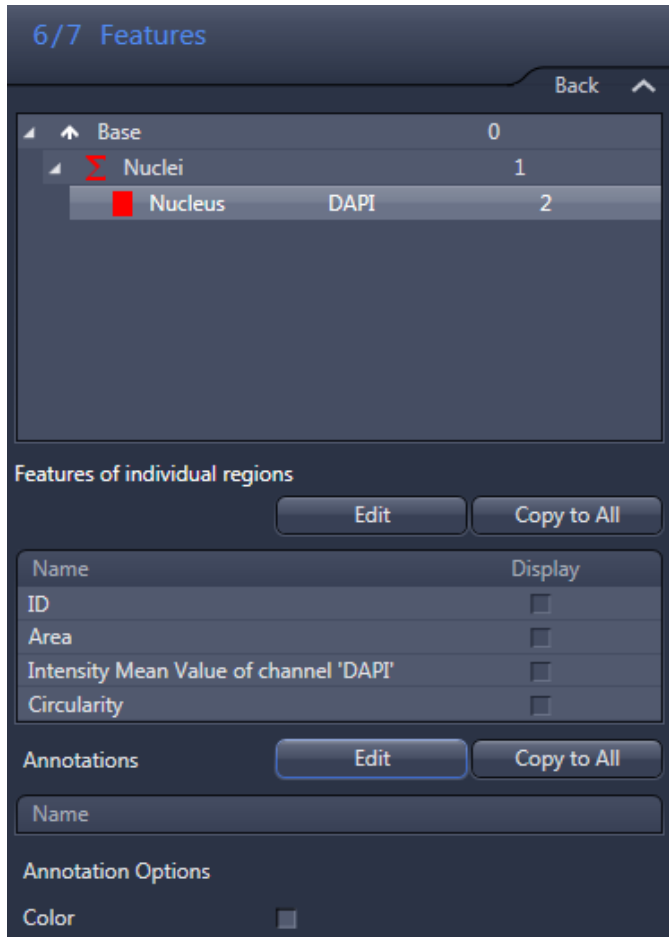 6/7 Features
Back
Base 0
Nuclei 1
Nucleus DAPI 2
Features of individual regions
Edit Copy to All
Name Display
ID
Area
Intensity Mean Value of channel 'DAPI'
Circularity
Annotations Edit Copy to All
Name
Annotation Options
Color